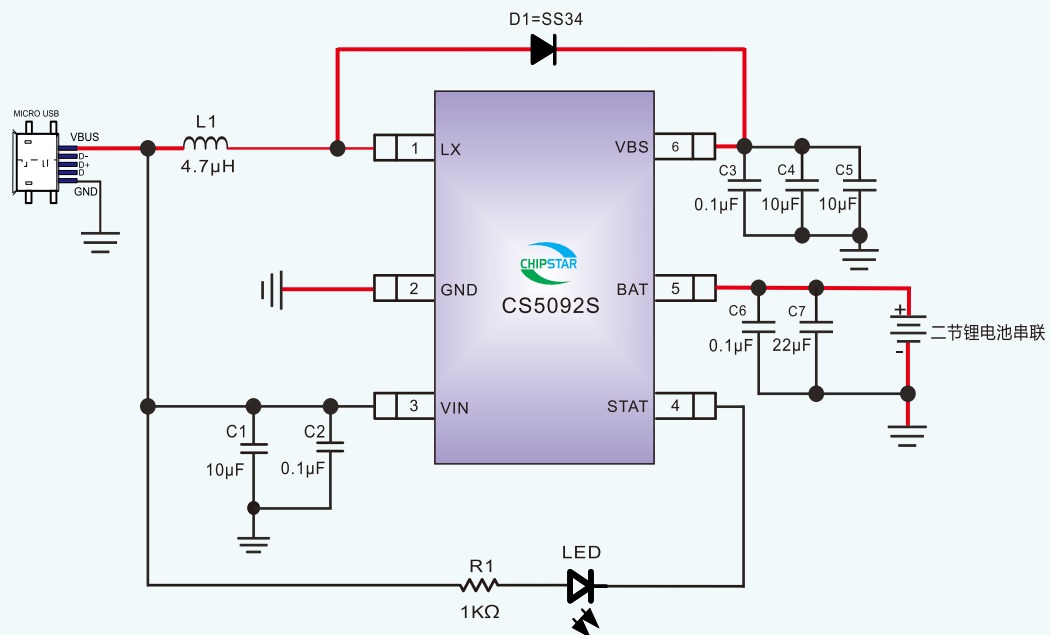 D1=SS34
MICRO USB
VBUS
D-
D+
D
GND
L1
4.7μH
1
LX
VBS
6
C3
0.1μF
C4
10μF
C5
10μF
2
GND
CHIPSTAR
CS5092S
BAT
5
C6
0.1μF
C7
22μF
+
-
二节锂电池串联
3
VIN
STAT
4
C1
10μF
C2
0.1μF
R1
1KΩ
LED